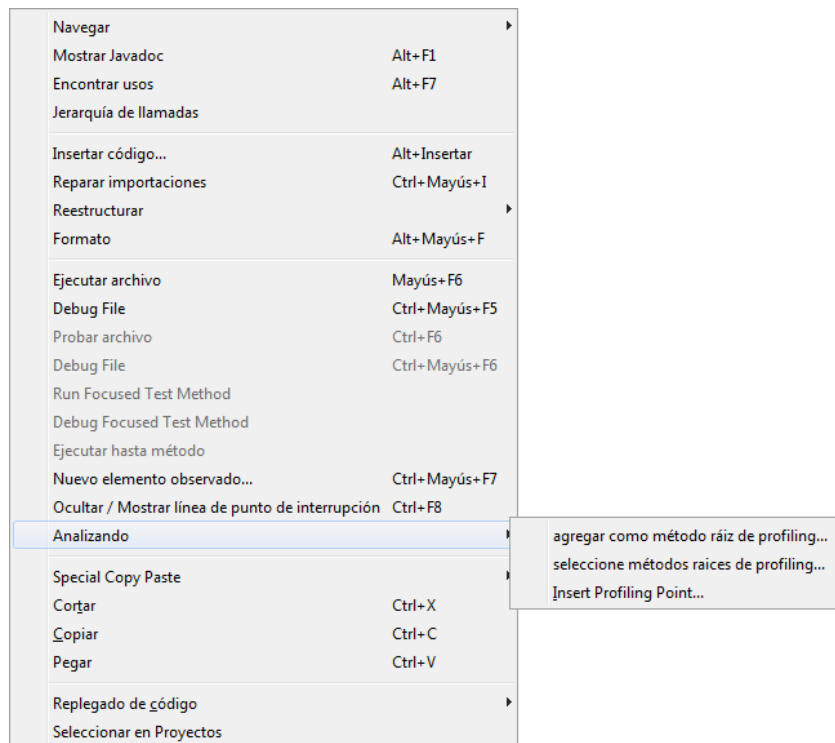 Navegar
Mostrar Javadoc Alt+F1
Encontrar usos Alt+F7
Jerarquía de llamadas
Insertar código... Alt+Insertar
Reparar importaciones Ctrl+Mayús+I
Reestructurar
Formato Alt+Mayús+F
Ejecutar archivo Mayús+F6
Debug File Ctrl+Mayús+F5
Probar archivo Ctrl+F6
Debug File Ctrl+Mayús+F6
Run Focused Test Method
Debug Focused Test Method
Ejecutar hasta método
Nuevo elemento observado... Ctrl+Mayús+F7
Ocultar / Mostrar línea de punto de interrupción Ctrl+F8
Analizando
agregar como método ráiz de profiling...
seleccione métodos raices de profiling...
Insert Profiling Point...
Special Copy Paste
Cortar Ctrl+X
Copiar Ctrl+C
Pegar Ctrl+V
Replegado de código
Seleccionar en Proyectos